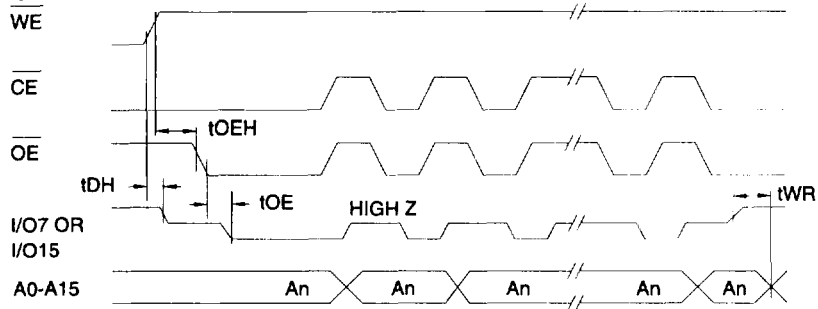 WE
CE
tOEH
OE
tDH
tOE
HIGH Z
tWR
I/O7 OR
I/O15
A0-A15 An An An An An